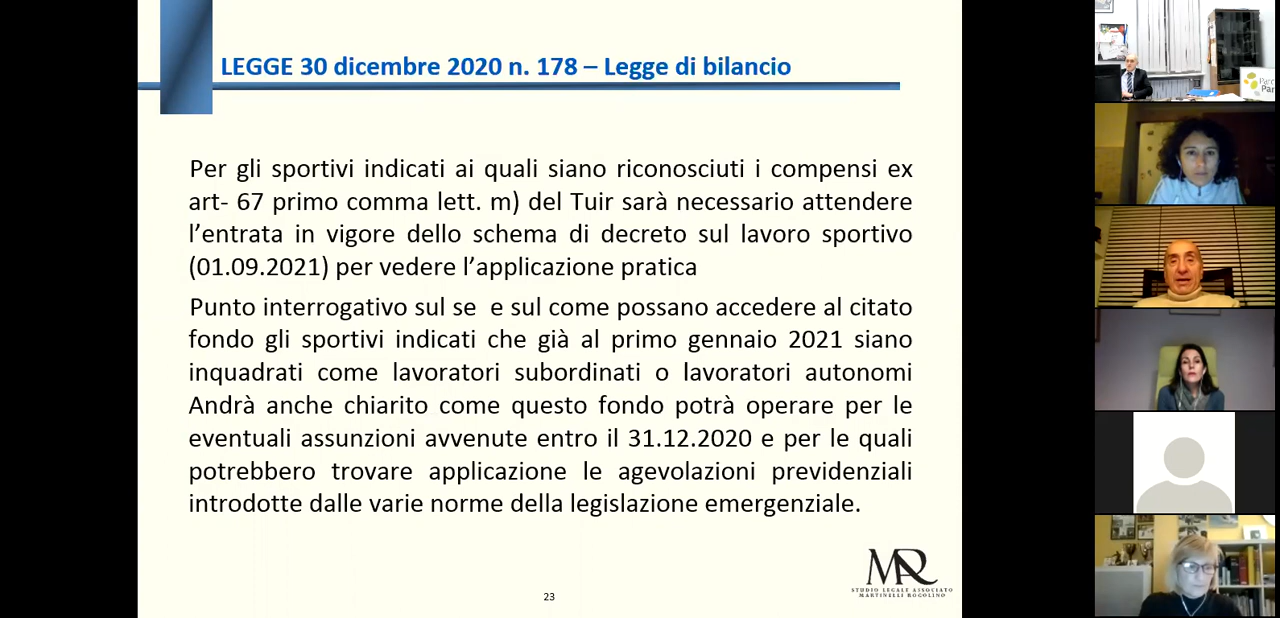 LEGGE 30 dicembre 2020 n. 178 – Legge di bilancio
Per gli sportivi indicati ai quali siano riconosciuti i compensi ex
art- 67 primo comma lett. m) del Tuir sarà necessario attendere
l’entrata in vigore dello schema di decreto sul lavoro sportivo
(01.09.2021) per vedere l’applicazione pratica
Punto interrogativo sul se  e sul come possano accedere al citato
fondo gli sportivi indicati che già al primo gennaio 2021 siano
inquadrati come lavoratori subordinati o lavoratori autonomi
Andrà anche chiarito come questo fondo potrà operare per le
eventuali assunzioni avvenute entro il 31.12.2020 e per le quali
potrebbero trovare applicazione le agevolazioni previdenziali
introdotte dalle varie norme della legislazione emergenziale.
MAR
STUDIO LEGALE ASSOCIATO
MARTINELLI ROGOLINO
23